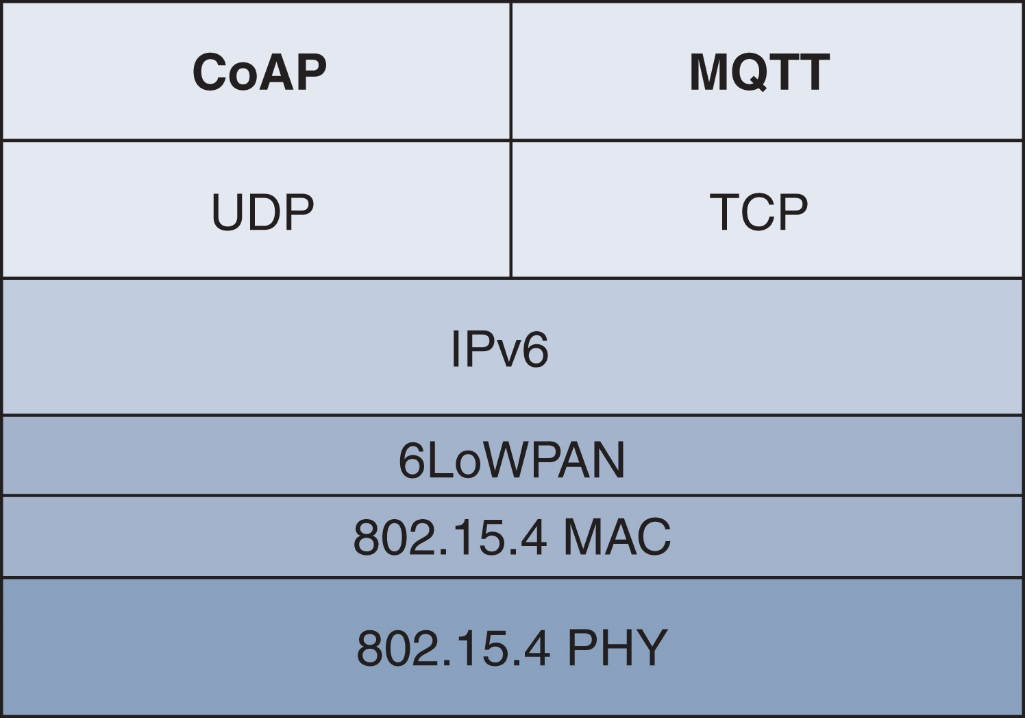 CoAP
MQTT
UDP
TCP
IPv6
6LoWPAN
802.15.4 MAC
802.15.4 PHY